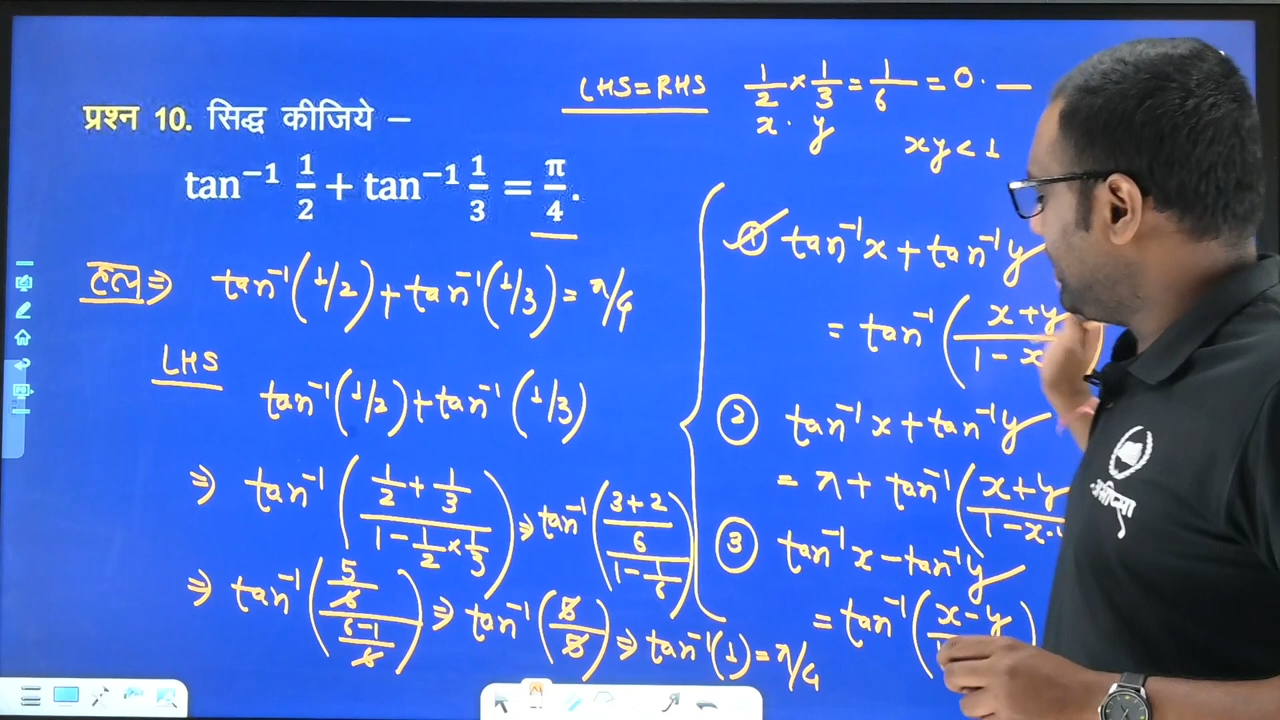 प्रश्न 10. सिद्ध कीजिये –
tan⁻¹ 1/2 + tan⁻¹ 1/3 = π/4.
हल ⇒ tan⁻¹(1/2) + tan⁻¹(1/3) = π/4
LHS
tan⁻¹(1/2) + tan⁻¹(1/3)
⇒ tan⁻¹((1/2 + 1/3)/(1 - 1/2 × 1/3)) ⇒ tan⁻¹(((3+2)/6)/(1 - 1/6))
⇒ tan⁻¹((5/6)/((6-1)/6)) ⇒ tan⁻¹(5/5) ⇒ tan⁻¹(1) = π/4
LHS = RHS
1/2 × 1/3 = 1/6 = 0.
x . y
xy < 1
① tan⁻¹x + tan⁻¹y
= tan⁻¹((x+y)/(1-x
② tan⁻¹x + tan⁻¹y
= π + tan⁻¹((x+y)/(1-x.
③ tan⁻¹x - tan⁻¹y
= tan⁻¹((x-y)/
अभीप्सा